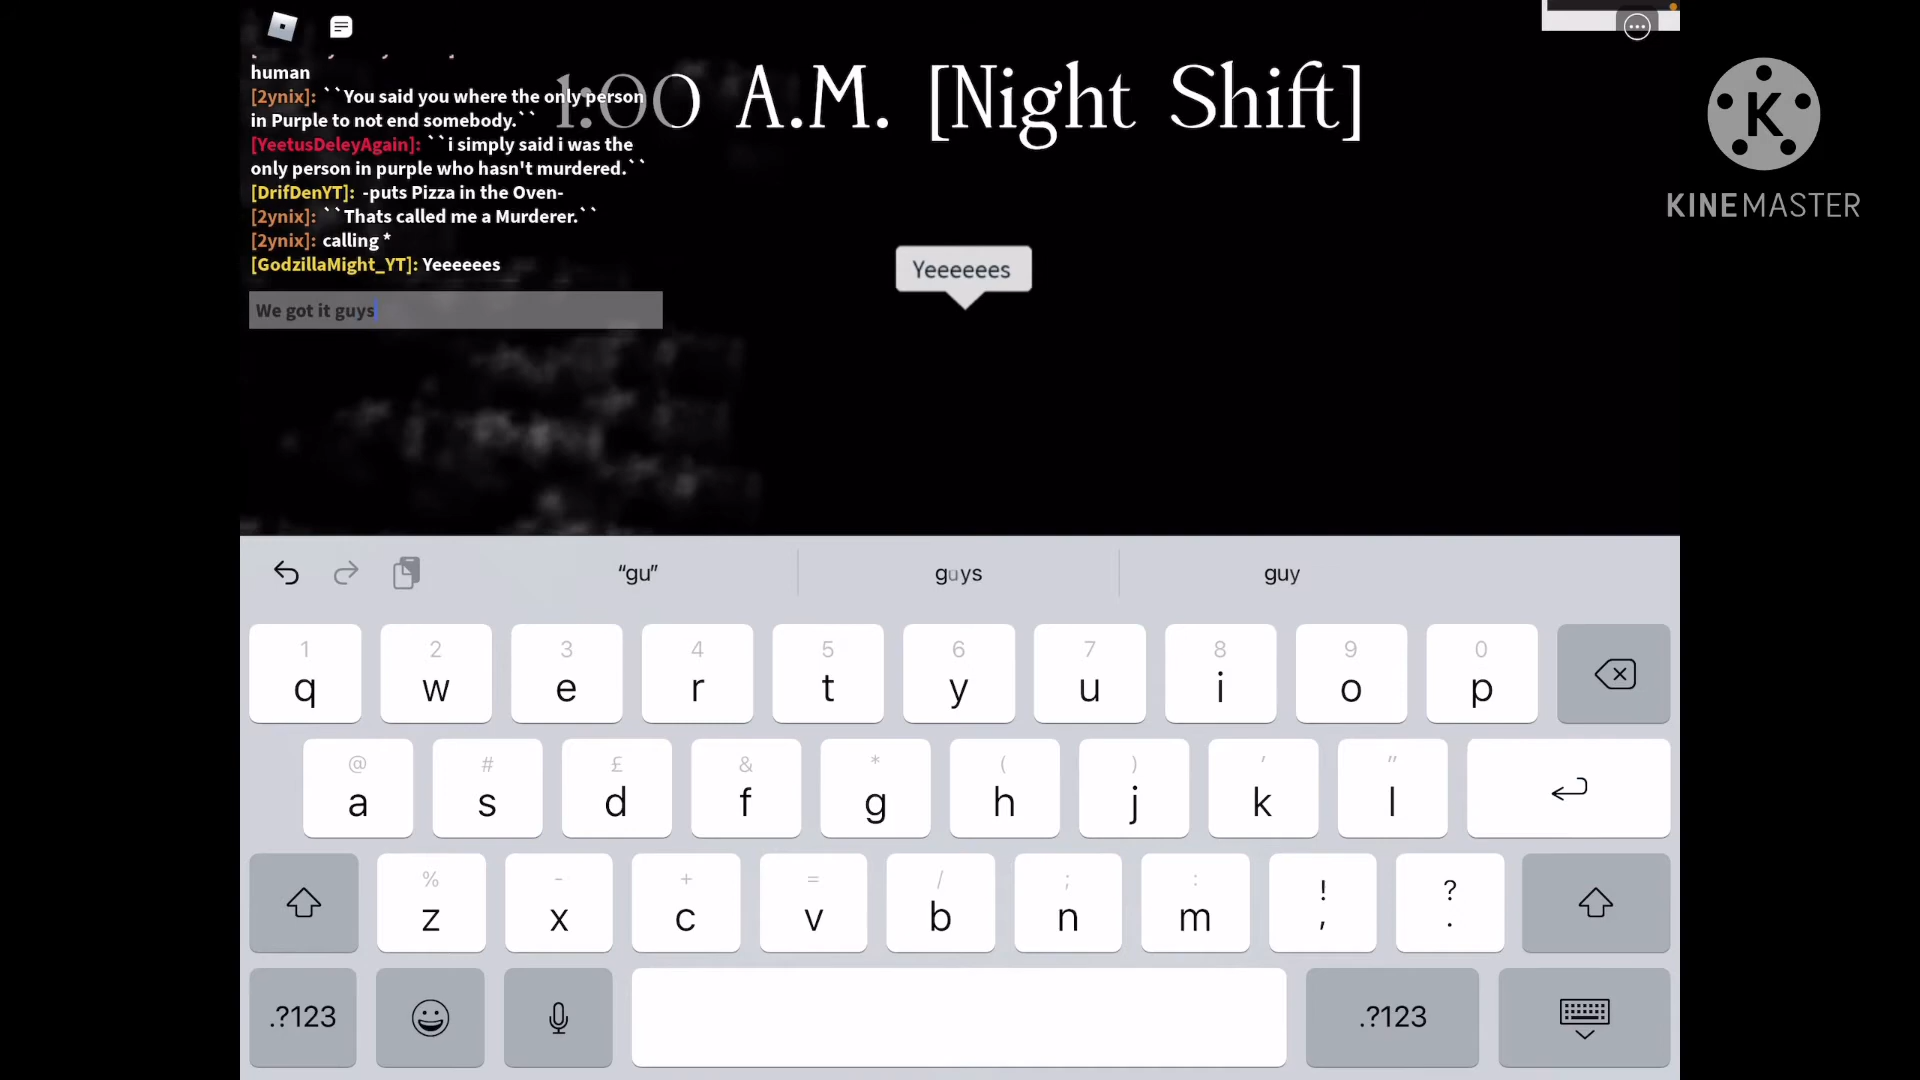 human
[2ynix]: ``You said you where the only person
in Purple to not end somebody.``
[YeetusDeleyAgain]: ``i simply said i was the
only person in purple who hasn't murdered.``
[DrifDenYT]: -puts Pizza in the Oven-
[2ynix]: ``Thats called me a Murderer.``
[2ynix]: calling *
[GodzillaMight_YT]: Yeeeeees
We got it guys
1:00 A.M. [Night Shift]
Yeeeeees
K
KINEMASTER
“gu” guys guy
1 2 3 4 5 6 7 8 9 0
q w e r t y u i o p
@ # £ & * ( ) ' "
a s d f g h j k l
% - + = / ; : ! ?
z x c v b n m , .
.?123 .?123